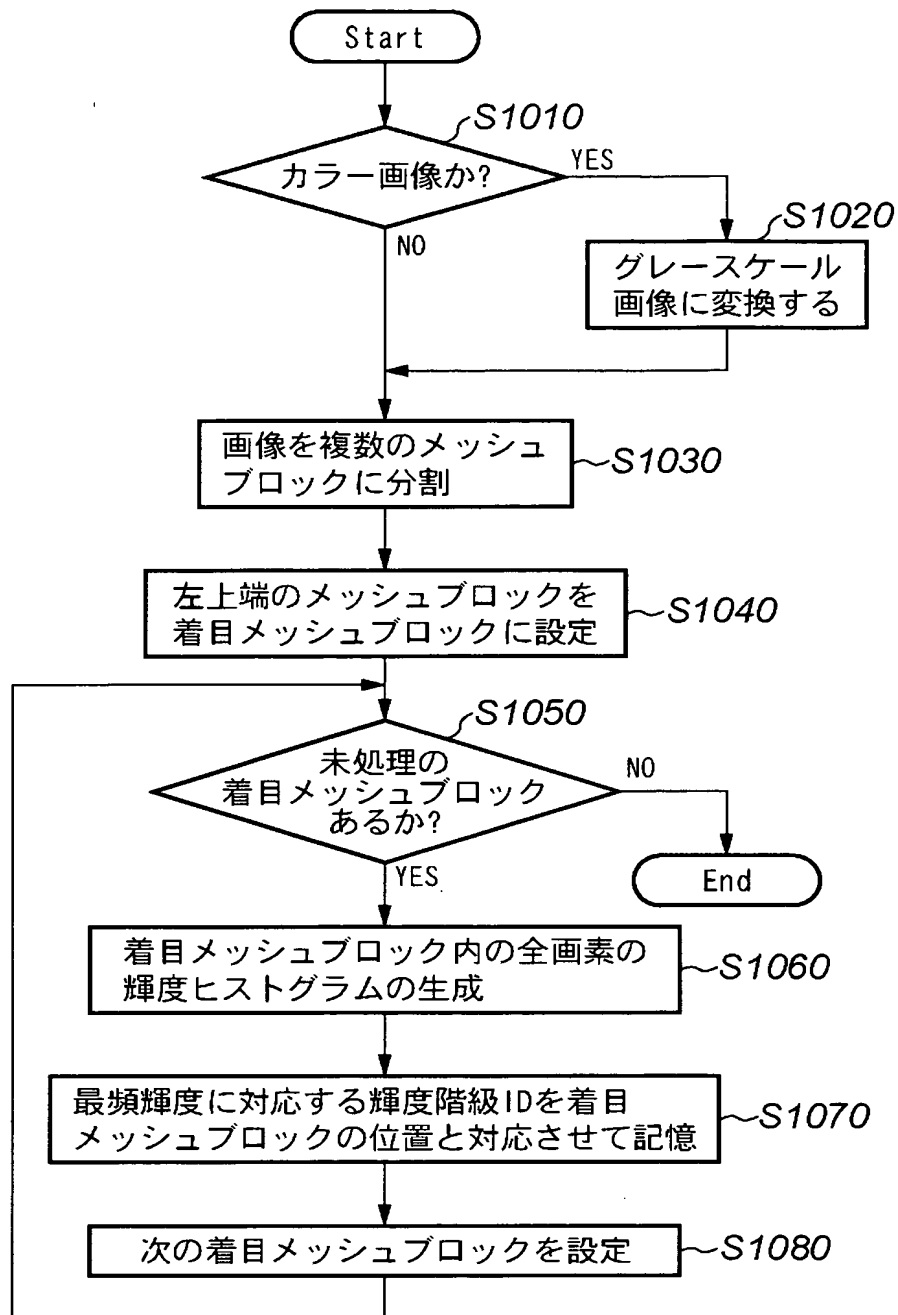 Start
S1010
カラー画像か?
YES
NO
S1020
グレースケール
画像に変換する
画像を複数のメッシュ
ブロックに分割
S1030
左上端のメッシュブロックを
着目メッシュブロックに設定
S1040
S1050
未処理の
着目メッシュブロック
あるか?
NO
YES
End
着目メッシュブロック内の全画素の
輝度ヒストグラムの生成
S1060
最頻輝度に対応する輝度階級IDを着目
メッシュブロックの位置と対応させて記憶
S1070
次の着目メッシュブロックを設定
S1080